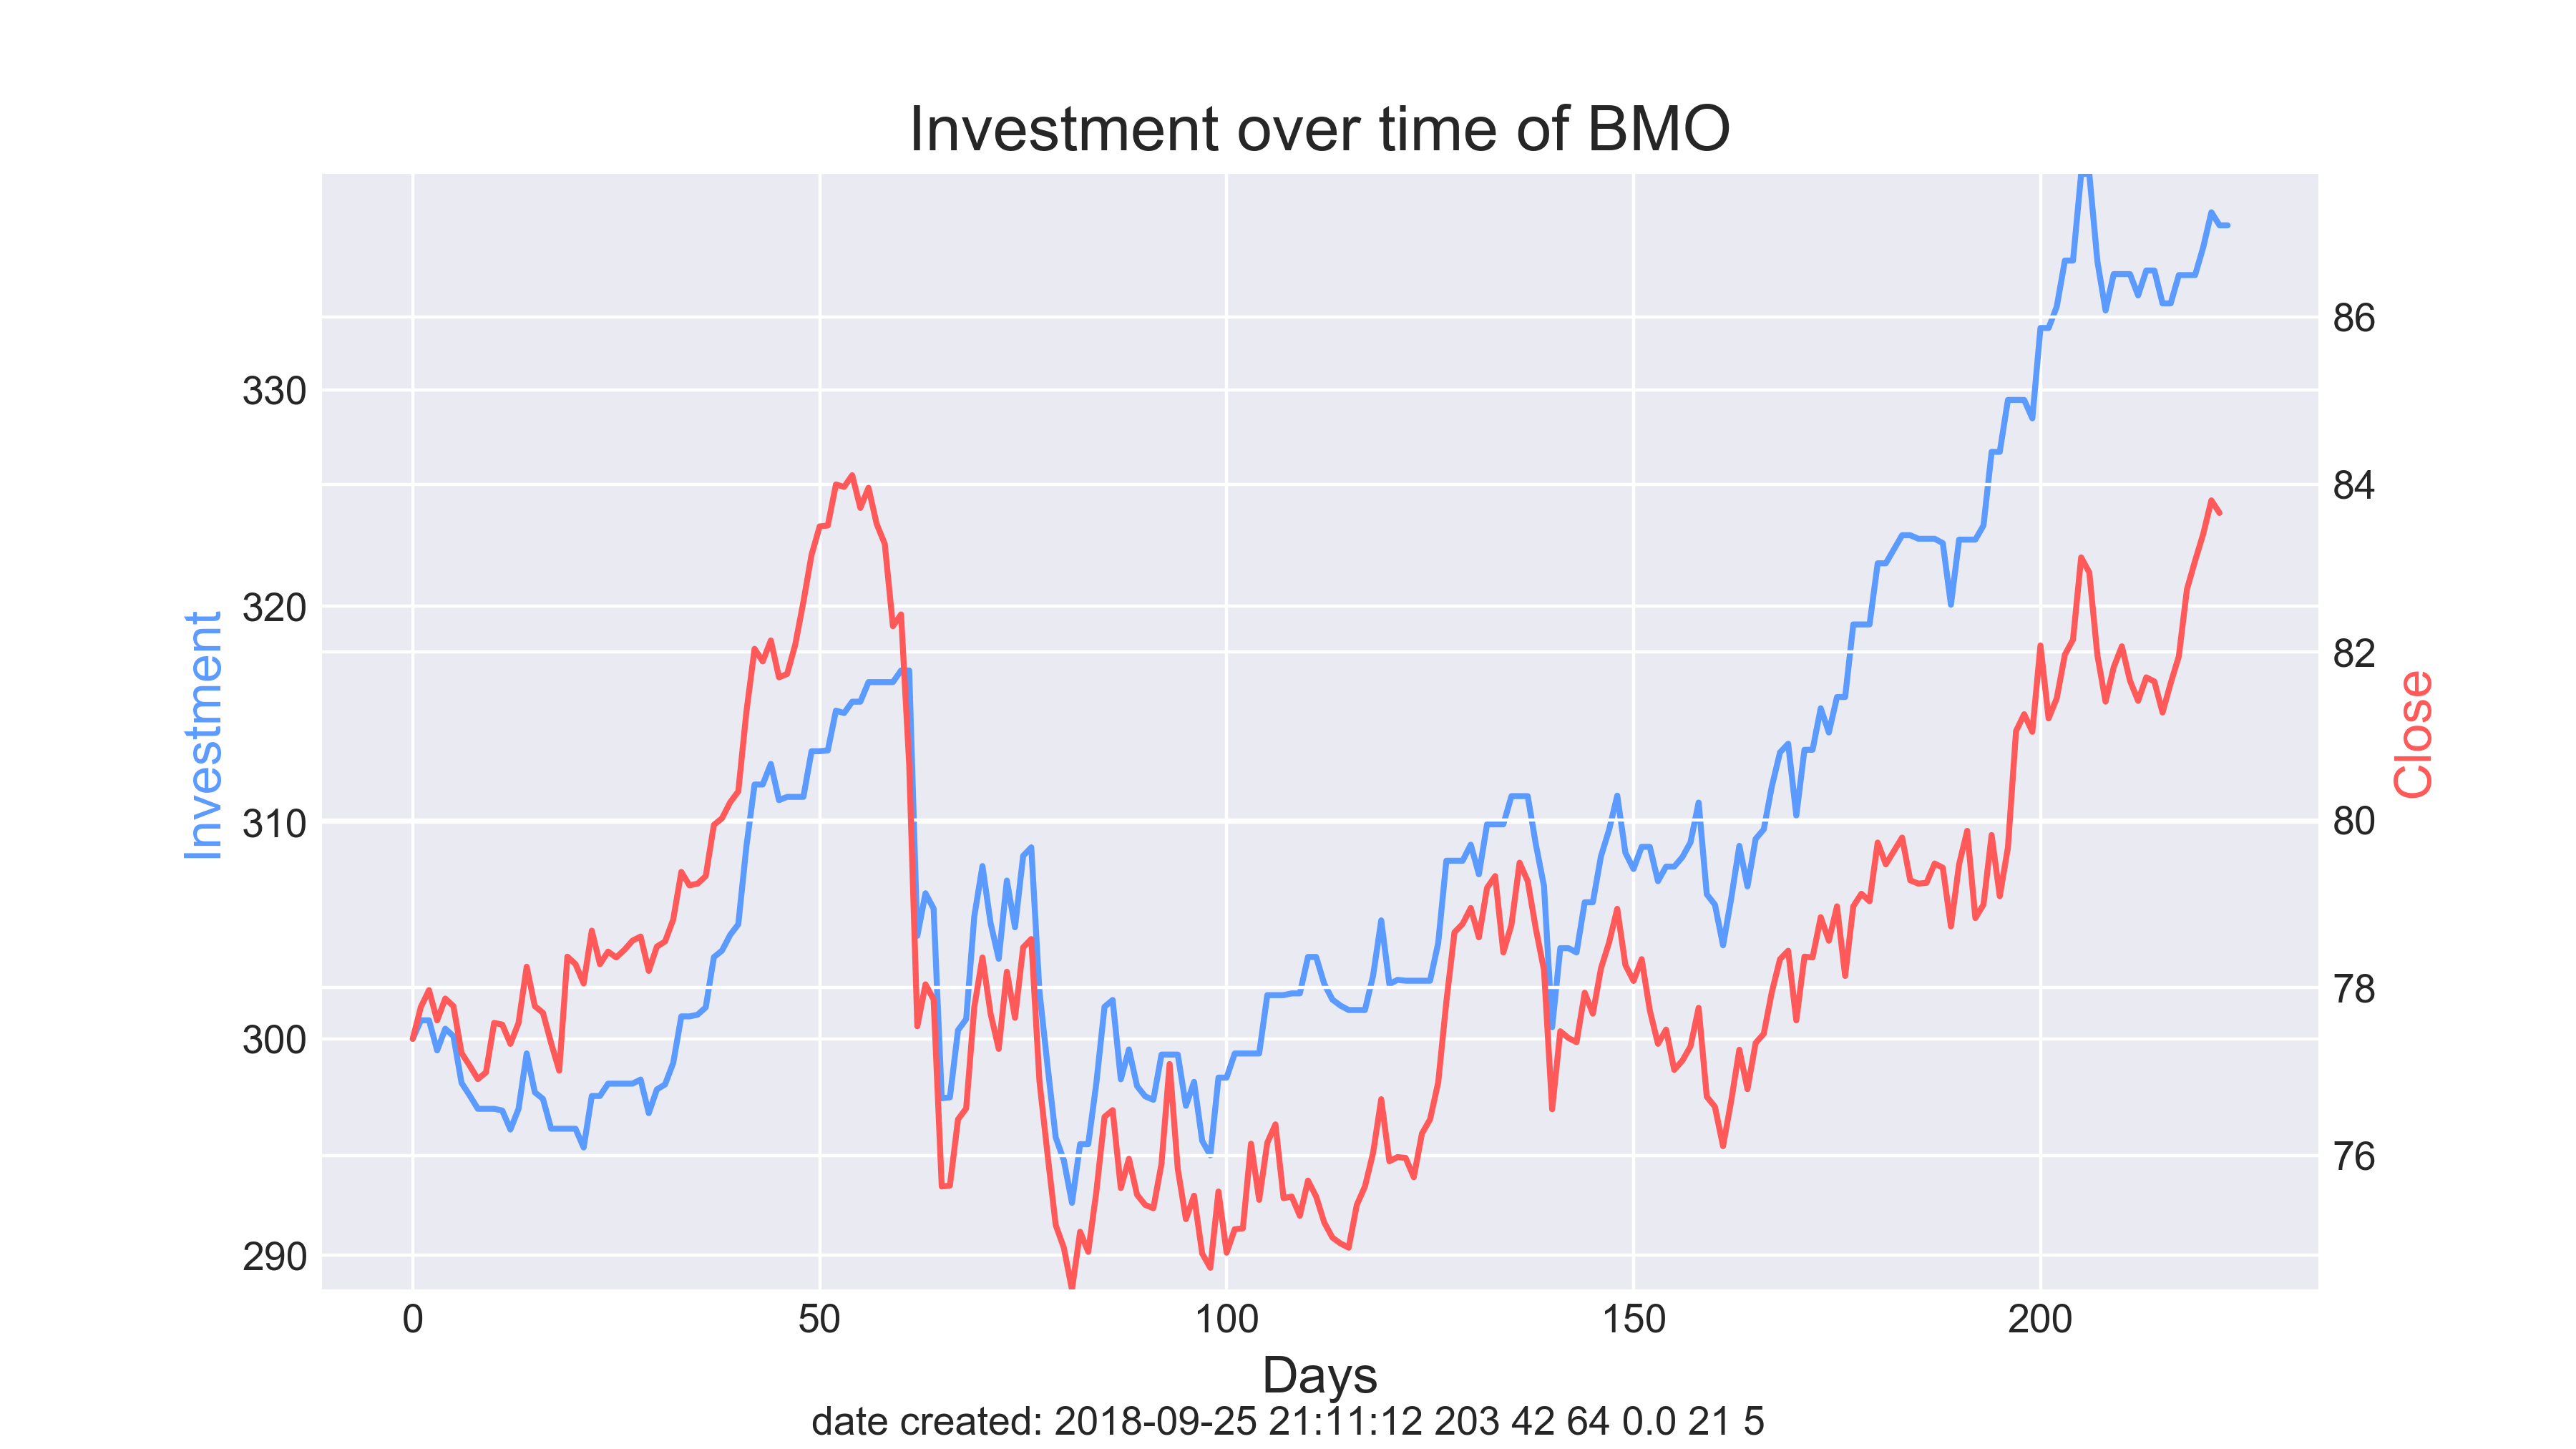 Investment over time of BMO
Investment
330
320
310
300
290
86
84
82
80
78
76
Close
0 50 100 150 200
Days
date created: 2018-09-25 21:11:12 203 42 64 0.0 21 5